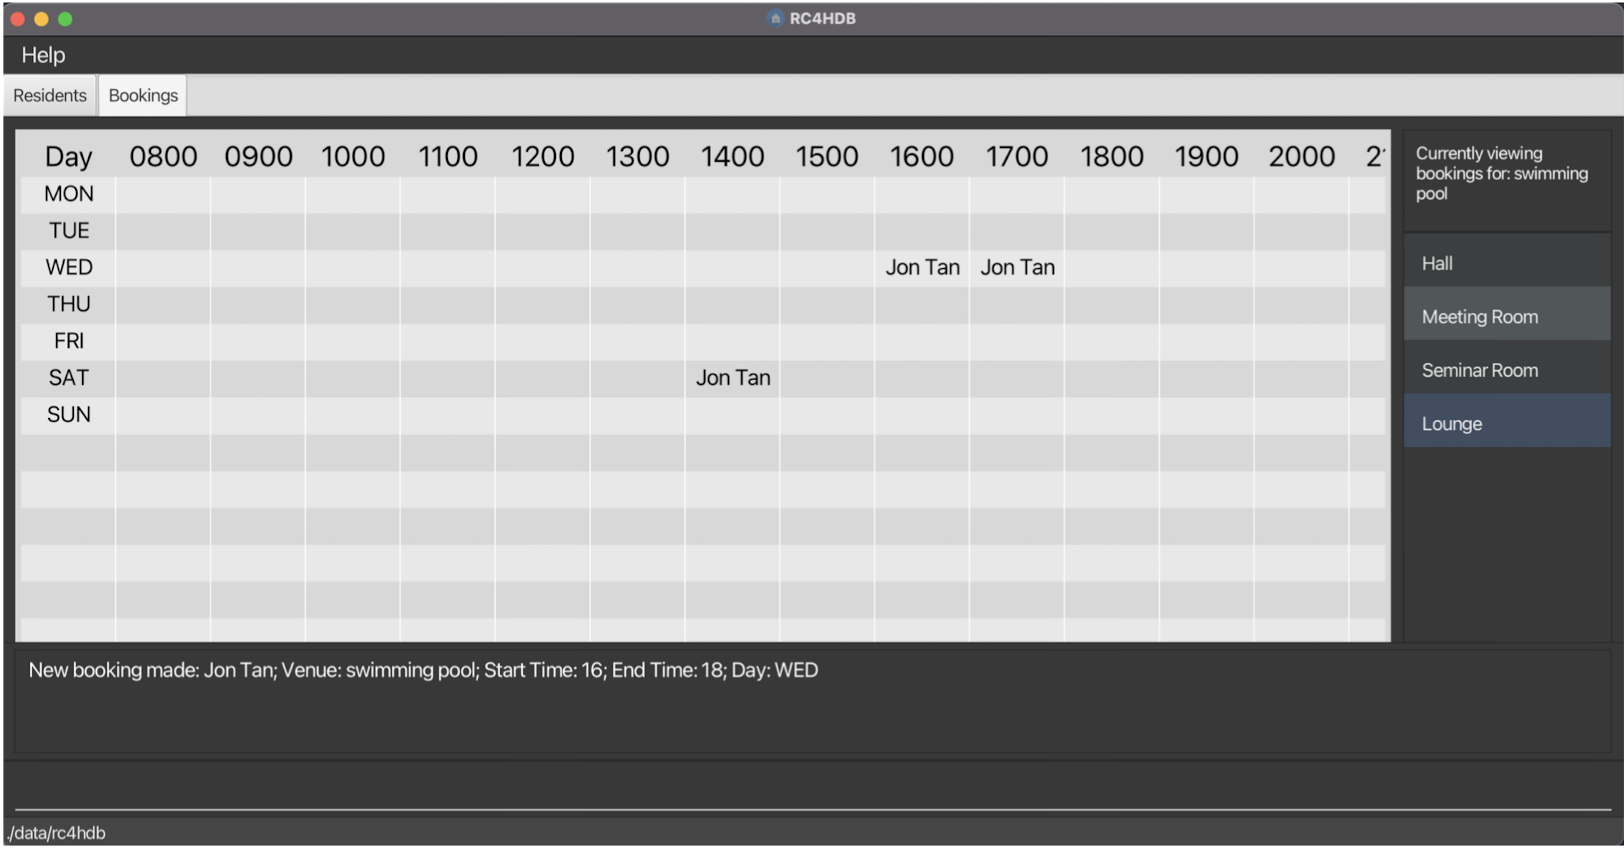 RC4HDB
Help
Residents Bookings
Day 0800 0900 1000 1100 1200 1300 1400 1500 1600 1700 1800 1900 2000
MON
TUE
WED Jon Tan Jon Tan
THU
FRI
SAT Jon Tan
SUN
Currently viewing
bookings for: swimming
pool
Hall
Meeting Room
Seminar Room
Lounge
New booking made: Jon Tan; Venue: swimming pool; Start Time: 16; End Time: 18; Day: WED
./data/rc4hdb